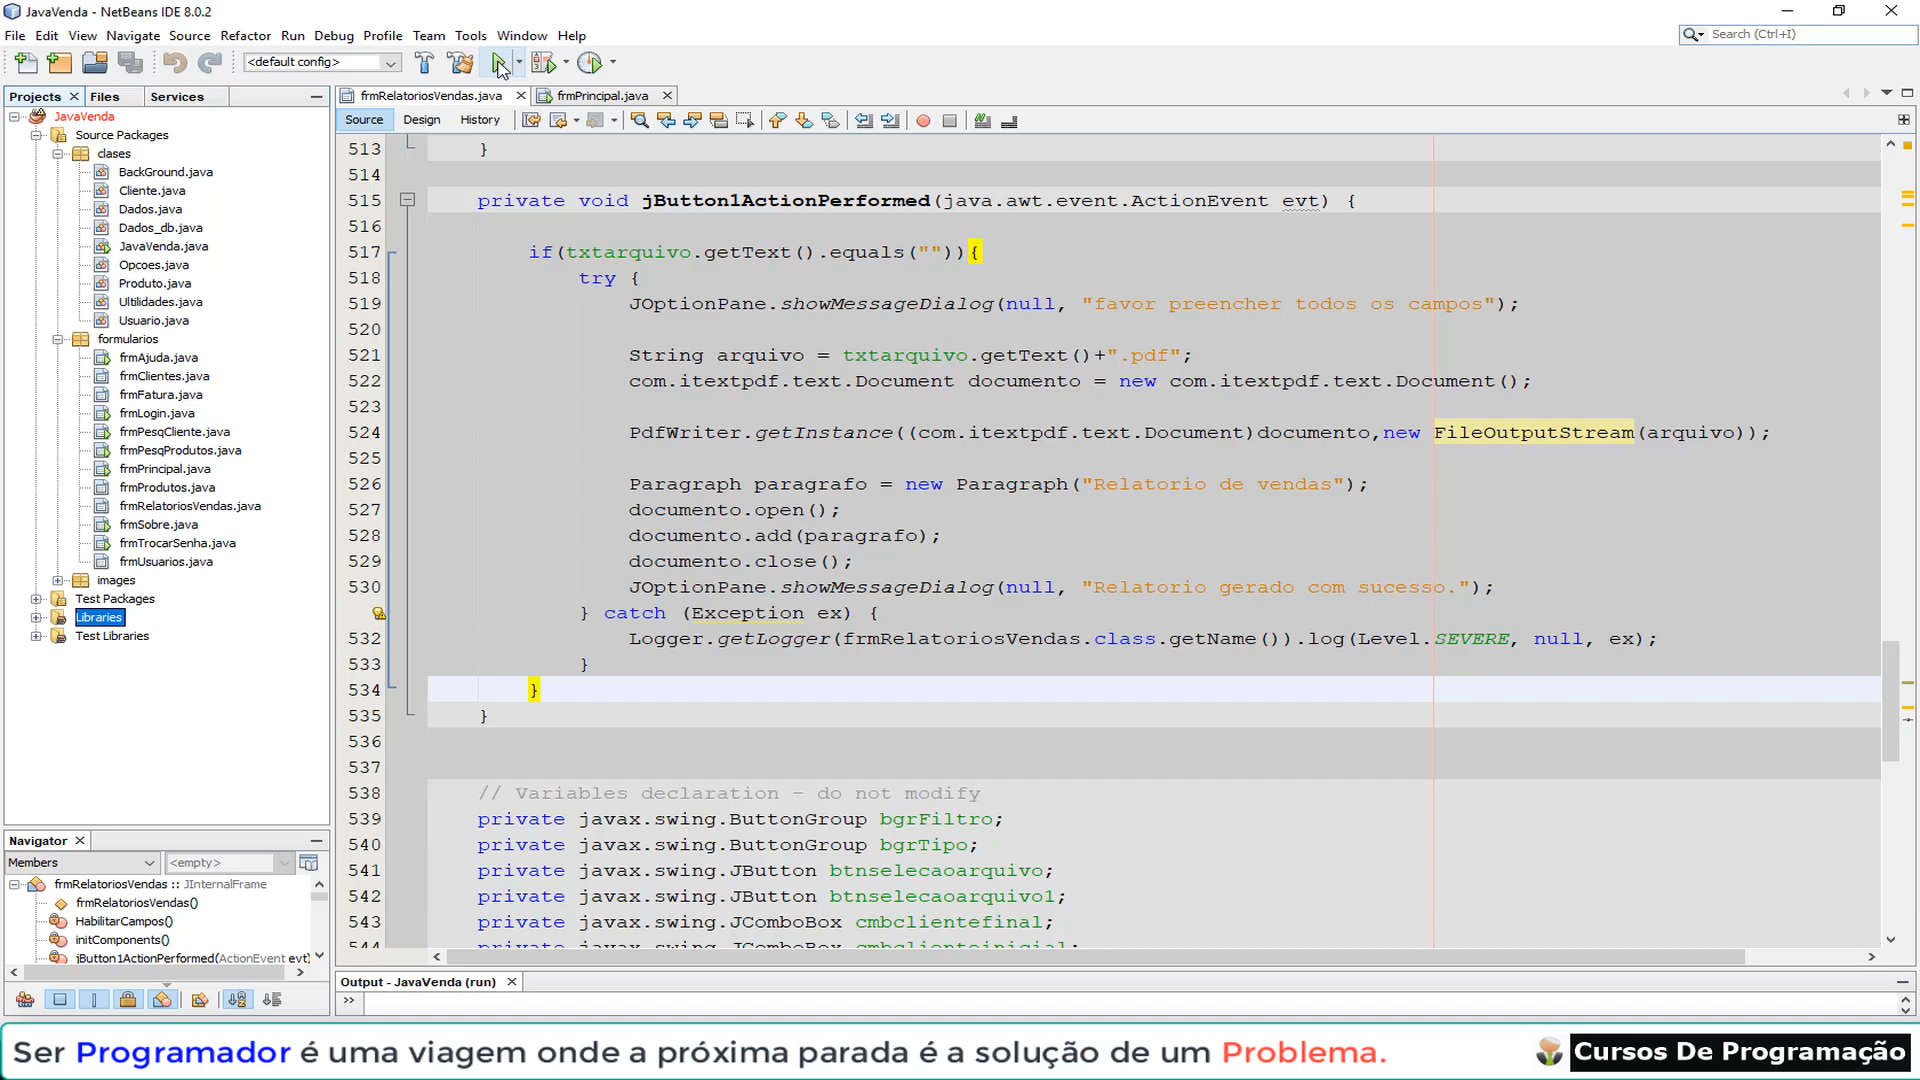 JavaVenda - NetBeans IDE 8.0.2
File Edit View Navigate Source Refactor Run Debug Profile Team Tools Window Help
Search (Ctrl+I)
<default config>
Projects Files Services
frmRelatoriosVendas.java frmPrincipal.java
Source Design History
JavaVenda
Source Packages
clases
BackGround.java
Cliente.java
Dados.java
Dados_db.java
JavaVenda.java
Opcoes.java
Produto.java
Ultilidades.java
Usuario.java
formularios
frmAjuda.java
frmClientes.java
frmFatura.java
frmLogin.java
frmPesqCliente.java
frmPesqProdutos.java
frmPrincipal.java
frmProdutos.java
frmRelatoriosVendas.java
frmSobre.java
frmTrocarSenha.java
frmUsuarios.java
images
Test Packages
Libraries
Test Libraries
Navigator
Members <empty>
frmRelatoriosVendas :: JInternalFrame
frmRelatoriosVendas()
HabilitarCampos()
initComponents()
jButton1ActionPerformed(ActionEvent evt)
513 }
514
515 private void jButton1ActionPerformed(java.awt.event.ActionEvent evt) {
516
517 if(txtarquivo.getText().equals("")){
518 try {
519 JOptionPane.showMessageDialog(null, "favor preencher todos os campos");
520
521 String arquivo = txtarquivo.getText()+".pdf";
522 com.itextpdf.text.Document documento = new com.itextpdf.text.Document();
523
524 PdfWriter.getInstance((com.itextpdf.text.Document)documento,new FileOutputStream(arquivo));
525
526 Paragraph paragrafo = new Paragraph("Relatorio de vendas");
527 documento.open();
528 documento.add(paragrafo);
529 documento.close();
530 JOptionPane.showMessageDialog(null, "Relatorio gerado com sucesso.");
} catch (Exception ex) {
532 Logger.getLogger(frmRelatoriosVendas.class.getName()).log(Level.SEVERE, null, ex);
533 }
534 }
535 }
536
537
538 // Variables declaration - do not modify
539 private javax.swing.ButtonGroup bgrFiltro;
540 private javax.swing.ButtonGroup bgrTipo;
541 private javax.swing.JButton btnselecaoarquivo;
542 private javax.swing.JButton btnselecaoarquivo1;
543 private javax.swing.JComboBox cmbclientefinal;
544 private javax.swing.JComboBox cmbclienteinicial;
Output - JavaVenda (run)
>>
Ser Programador é uma viagem onde a próxima parada é a solução de um Problema.
Cursos De Programação